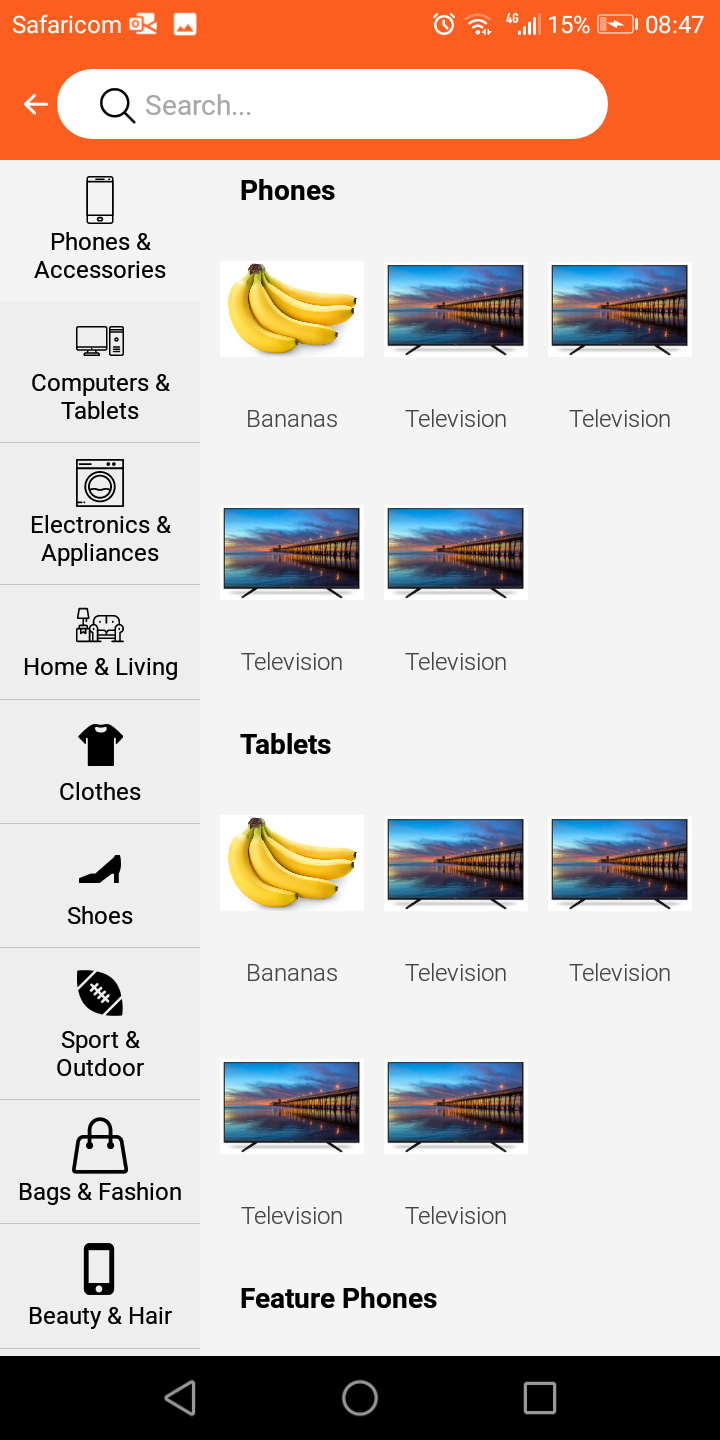 Safaricom 4G 15% 08:47
Search...
Phones &
Accessories
Computers &
Tablets
Electronics &
Appliances
Home & Living
Clothes
Shoes
Sport &
Outdoor
Bags & Fashion
Beauty & Hair
Phones
Bananas Television Television
Television Television
Tablets
Bananas Television Television
Television Television
Feature Phones